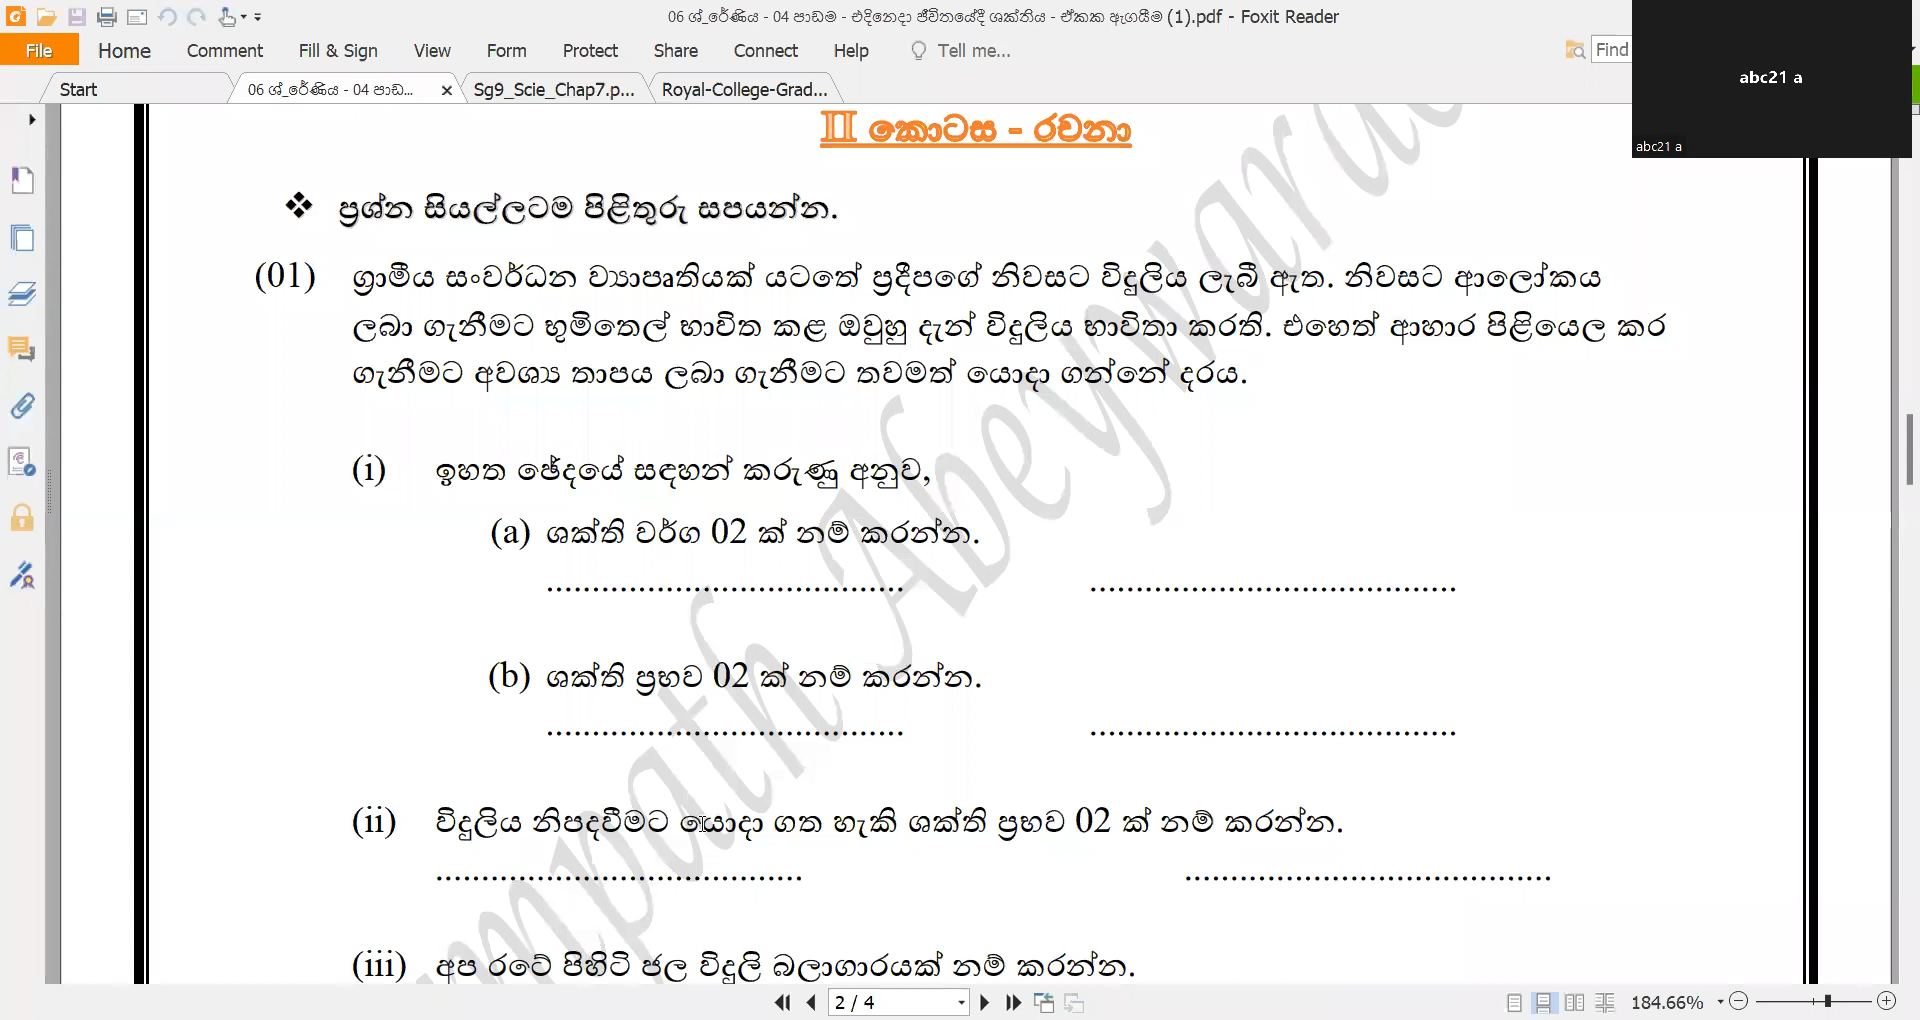 06 ශ්‍රේණිය - 04 පාඩම - එදිනෙදා ජීවිතයේදී ශක්තිය - ඒකක ඇගයීම (1).pdf - Foxit Reader
File Home Comment Fill & Sign View Form Protect Share Connect Help Tell me... Find
Start 06 ශ්‍රේණිය - 04 පාඩ... Sg9_Scie_Chap7.p... Royal-College-Grad...
abc21 a
abc21 a
II කොටස - රචනා
❖ ප්‍රශ්න සියල්ලටම පිළිතුරු සපයන්න.
(01) ග්‍රාමීය සංවර්ධන ව්‍යාපෘතියක් යටතේ ප්‍රදීපගේ නිවසට විදුලිය ලැබී ඇත. නිවසට ආලෝකය
ලබා ගැනීමට භූමිතෙල් භාවිත කළ ඔවුහු දැන් විදුලිය භාවිතා කරති. එහෙත් ආහාර පිළියෙල කර
ගැනීමට අවශ්‍ය තාපය ලබා ගැනීමට තවමත් යොදා ගන්නේ දරය.
(i) ඉහත ඡේදයේ සඳහන් කරුණු අනුව,
(a) ශක්ති වර්ග 02 ක් නම් කරන්න.
....................................... ........................................
(b) ශක්ති ප්‍රභව 02 ක් නම් කරන්න.
....................................... ........................................
(ii) විදුලිය නිපදවීමට යොදා ගත හැකි ශක්ති ප්‍රභව 02 ක් නම් කරන්න.
........................................ ........................................
(iii) අප රටේ පිහිටි ජල විදුලි බලාගාරයක් නම් කරන්න.
2 / 4
184.66%